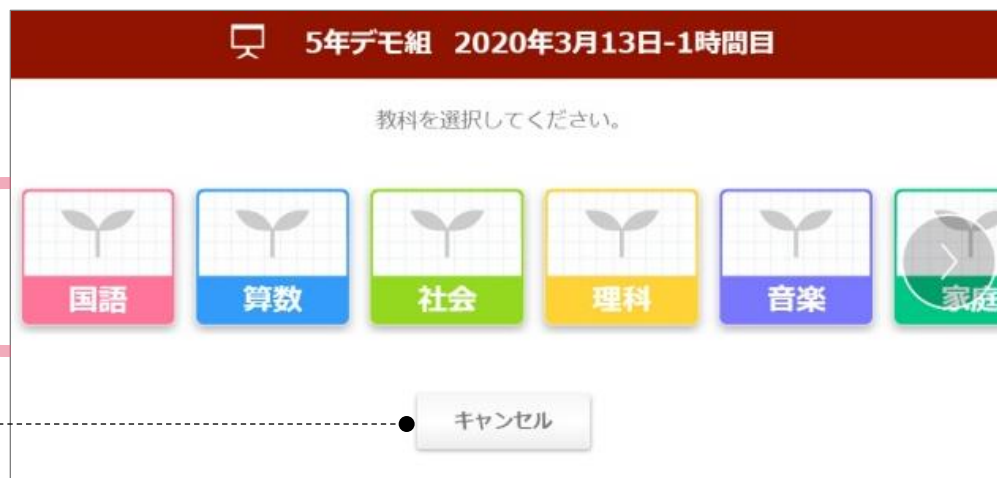 5年デモ組 2020年3月13日-1時間目
教科を選択してください。
国語 算数 社会 理科 音楽 家庭
キャンセル